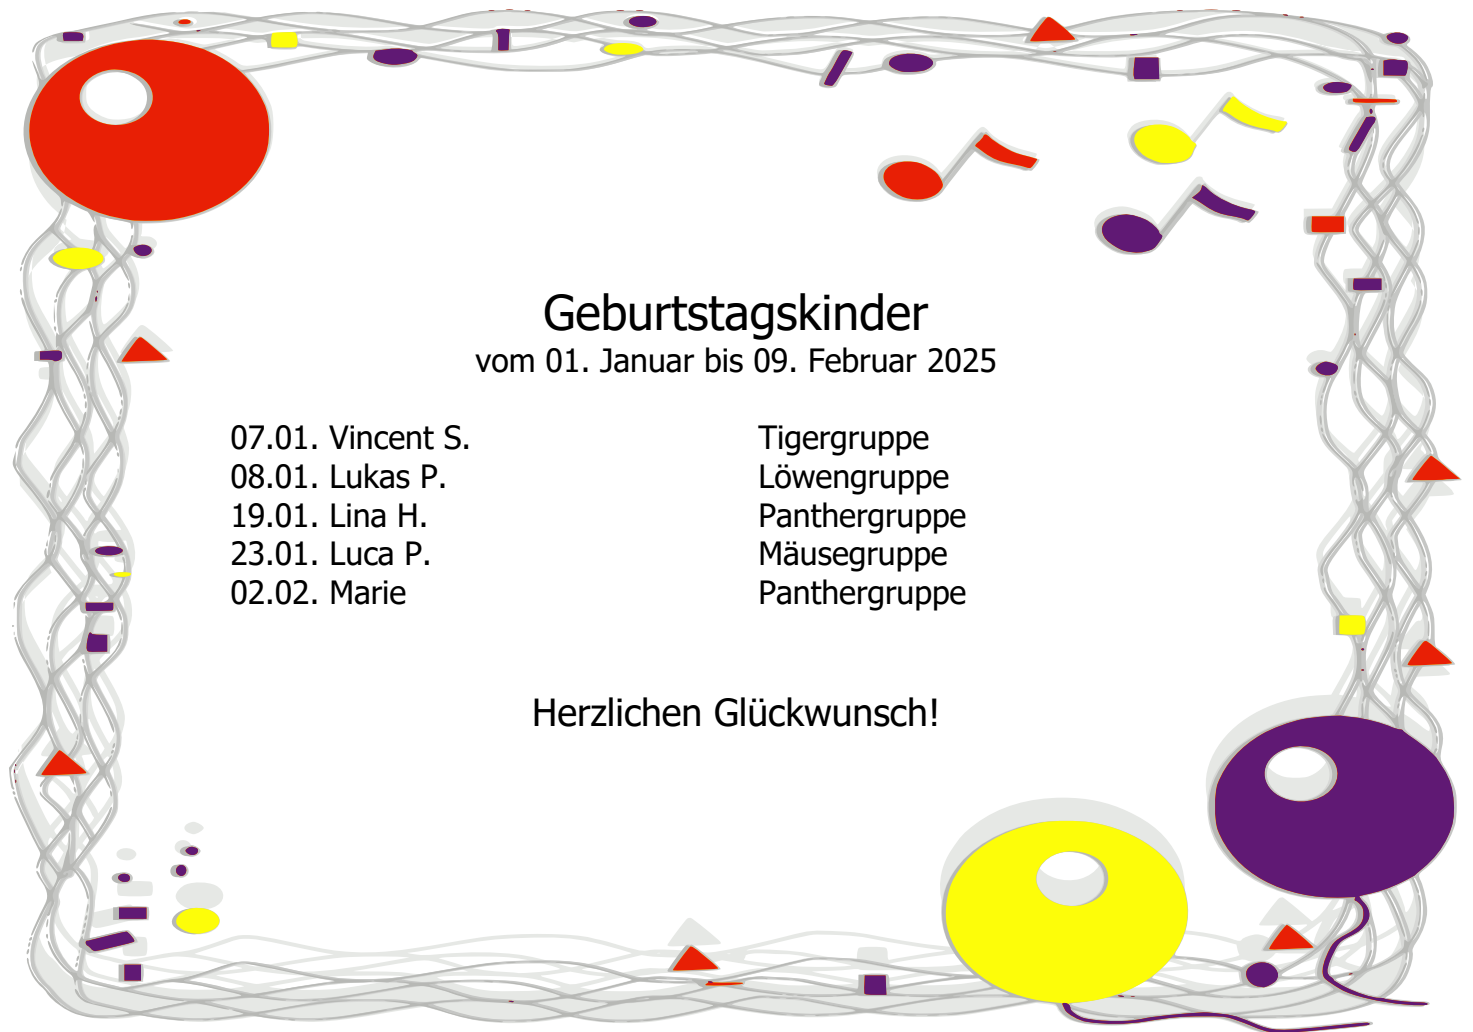 Geburtstagskinder
vom 01. Januar bis 09. Februar 2025
07.01. Vincent S. Tigergruppe
08.01. Lukas P. Löwengruppe
19.01. Lina H. Panthergruppe
23.01. Luca P. Mäusegruppe
02.02. Marie Panthergruppe
Herzlichen Glückwunsch!